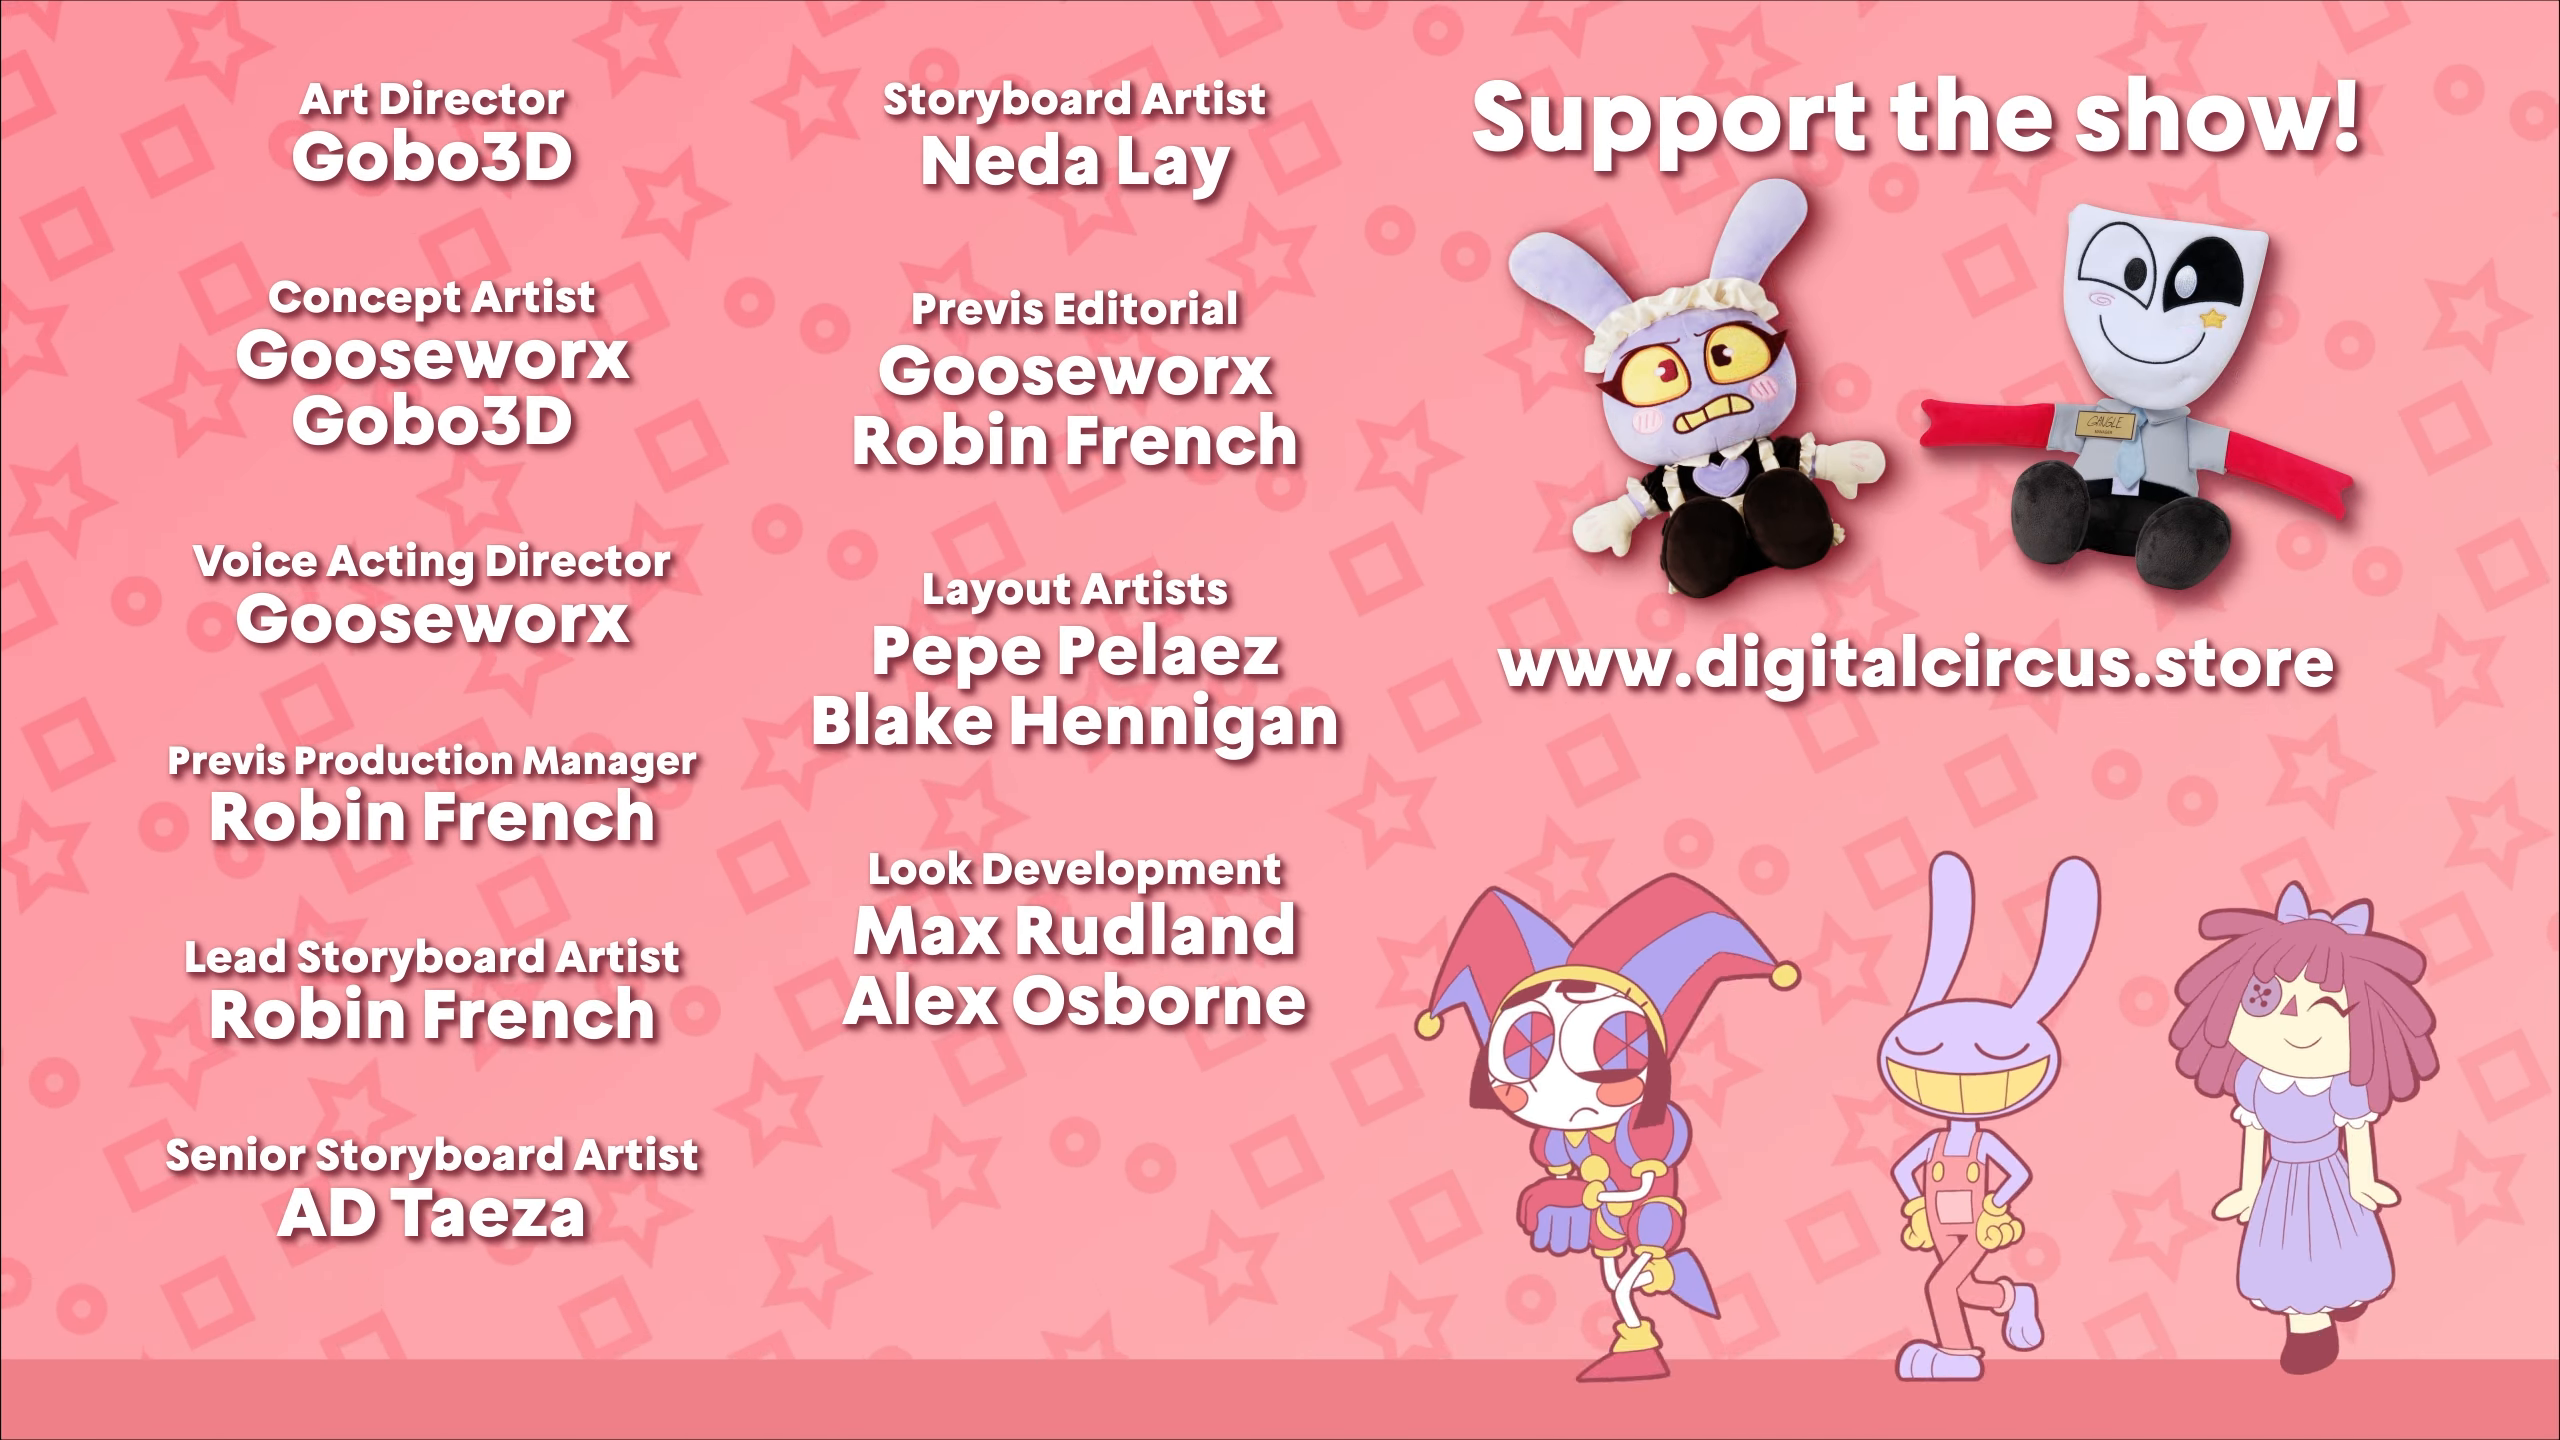 Art Director
Gobo3D
Concept Artist
Gooseworx
Gobo3D
Voice Acting Director
Gooseworx
Previs Production Manager
Robin French
Lead Storyboard Artist
Robin French
Senior Storyboard Artist
AD Taeza
Storyboard Artist
Neda Lay
Previs Editorial
Gooseworx
Robin French
Layout Artists
Pepe Pelaez
Blake Hennigan
Look Development
Max Rudland
Alex Osborne
Support the show!
GANGLE
MANAGER
www.digitalcircus.store